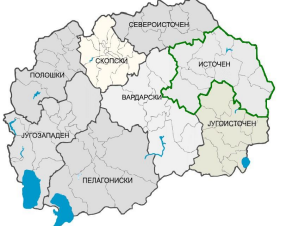 СЕВЕРОИСТОЧЕН
СКОПСКИ
ИСТОЧЕН
ПОЛОШКИ
ВАРДАРСКИ
ЈУГОИСТОЧЕН
ЈУГОЗАПАДЕН
ПЕЛАГОНИСКИ